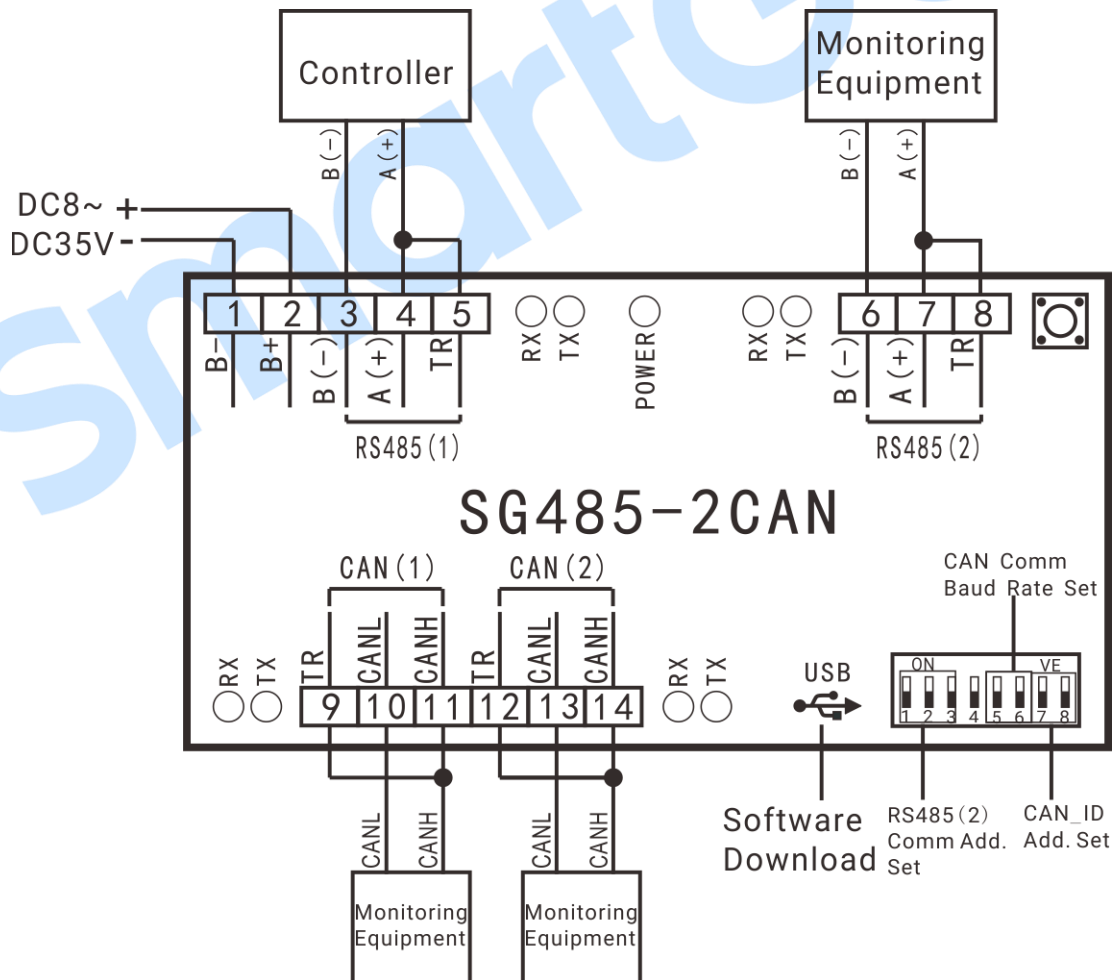 smartG
Controller
Monitoring
Equipment
B(-)
A(+)
B(-)
A(+)
DC8~ +
DC35V -
1 2 3 4 5
RX
TX
POWER
RX
TX
6 7 8
B-
B+
B(-)
A(+)
TR
B(-)
A(+)
TR
RS485(1)
RS485(2)
SG485-2CAN
CAN(1)
CAN(2)
CAN Comm
Baud Rate Set
TR
CANL
CANH
TR
CANL
CANH
RX
TX
RX
TX
USB
ON
VE
9 10 11 12 13 14
1 2 3 4 5 6 7 8
CANL
CANH
CANL
CANH
Software
Download
RS485(2)
Comm Add.
Set
CAN_ID
Add. Set
Monitoring
Equipment
Monitoring
Equipment